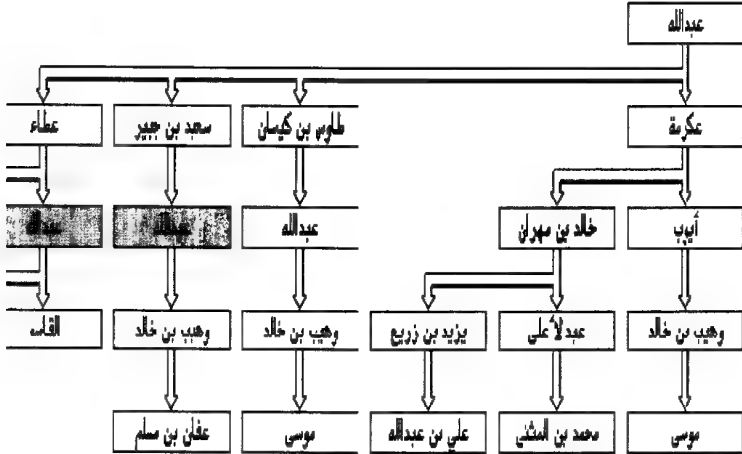 عبدالله
عكرمة
طاوس بن كيسان
سعيد بن جبير
عطاء
أيوب
خالد بن مهران
عبدالله
عبدالله
عبدالله
وهيب بن خالد
عبدالأعلى
يزيد بن زريع
وهيب بن خالد
وهيب بن خالد
القاسم
موسى
محمد بن المثنى
علي بن عبدالله
موسى
عفان بن مسلم